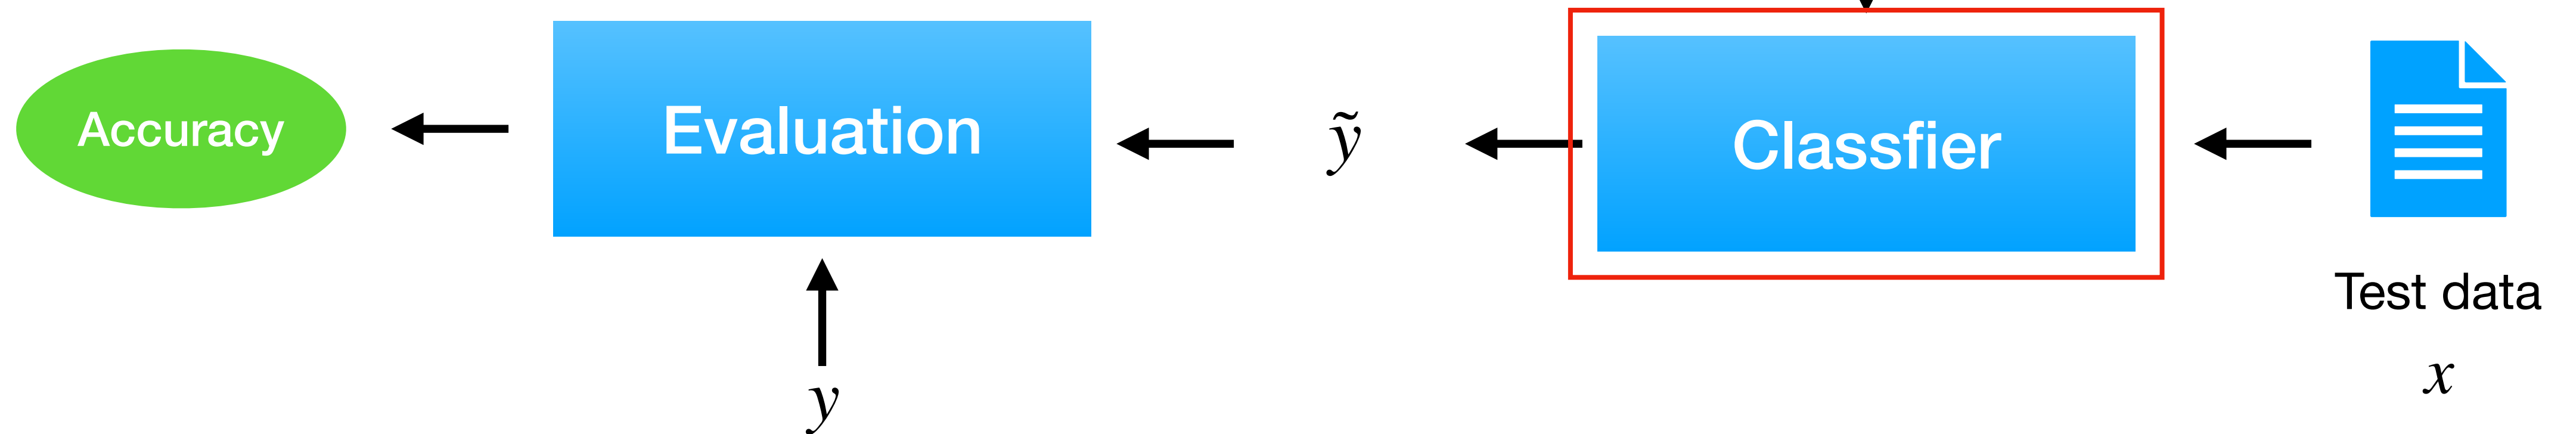 Accuracy
Evaluation
ỹ
Classfier
Test data
x
y